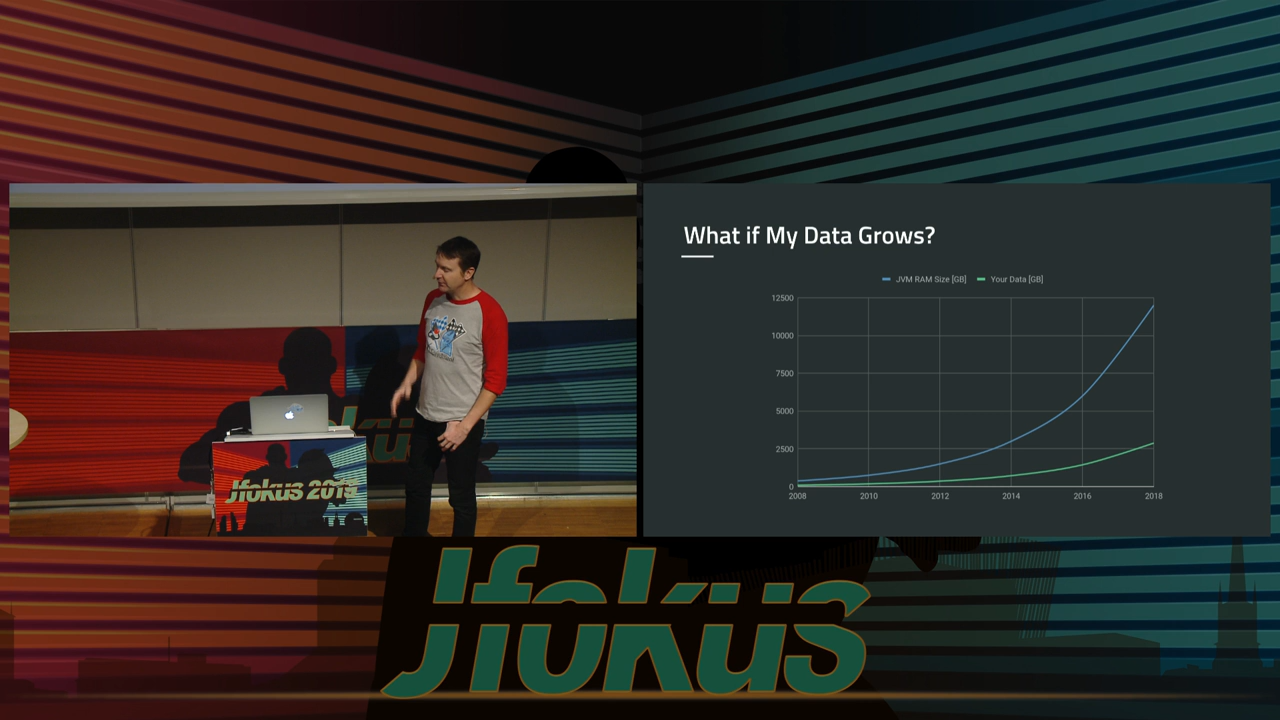 What if My Data Grows?
JVM RAM Size [GB] Your Data [GB]
12500
10000
7500
5000
2500
0
2008 2010 2012 2014 2016 2018
Jfokus 2019
Jfokus